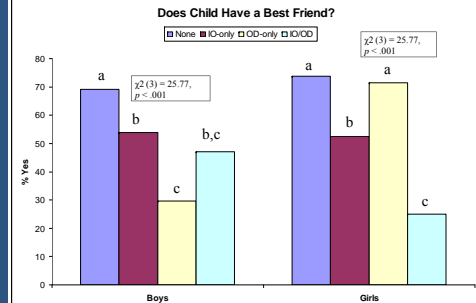 Does Child Have a Best Friend?
None IO-only OD-only IO/OD
χ2 (3) = 25.77,
p < .001
χ2 (3) = 25.77,
p < .001
80
70
60
50
40
30
20
10
0
% Yes
a
b
c
b,c
a
b
a
c
Boys
Girls